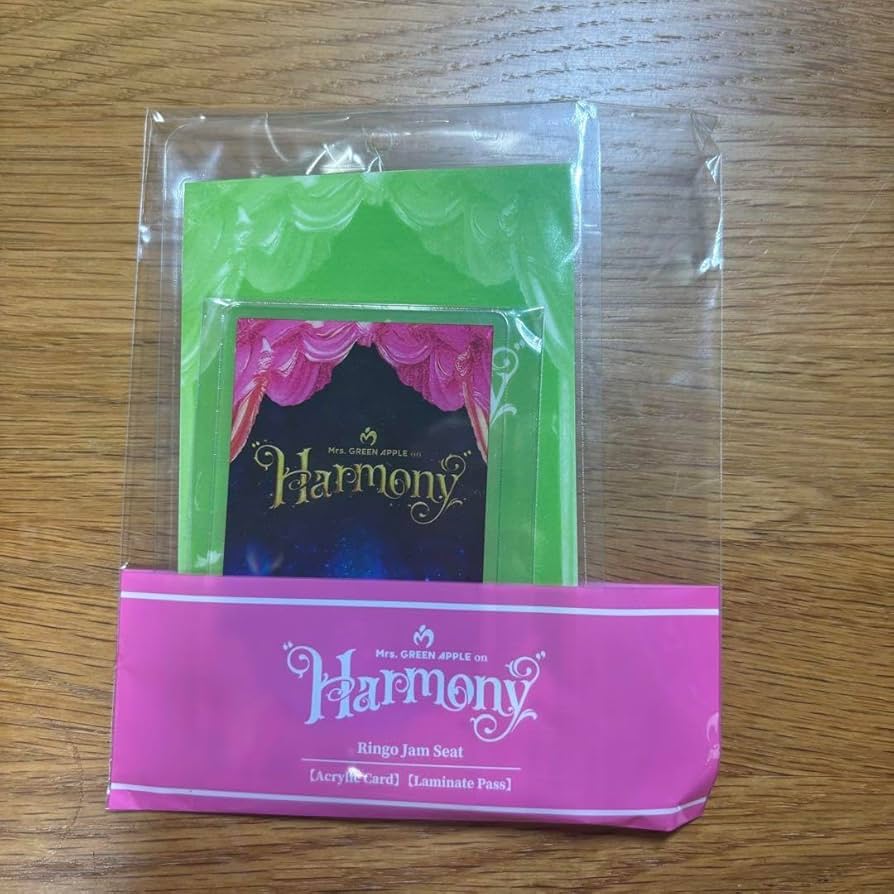 Mrs. GREEN APPLE on
"Harmony"
Mrs. GREEN APPLE on
"Harmony"
Ringo Jam Seat
【Acrylic Card】【Laminate Pass】